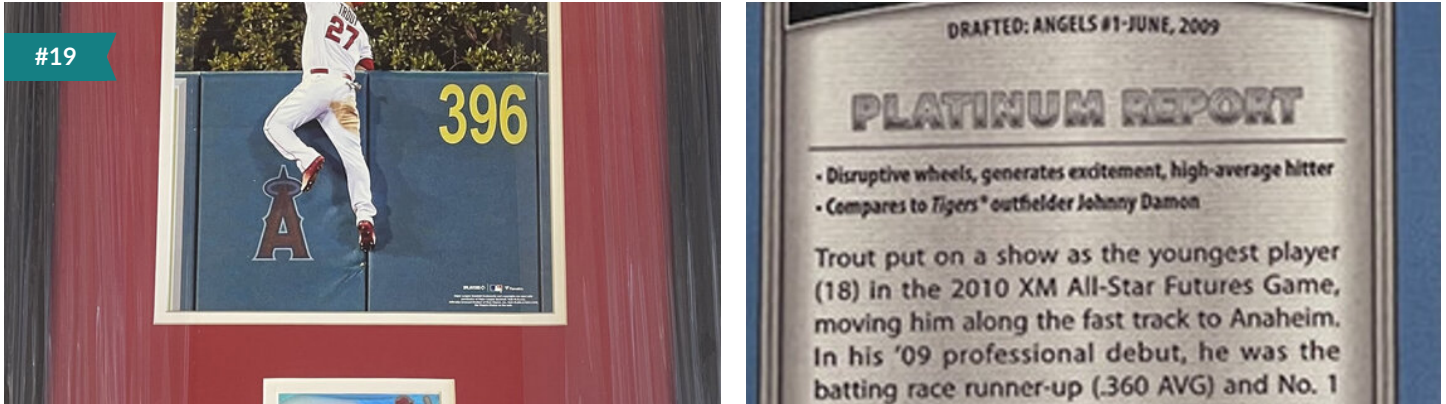 #19
TROUT
27
396
A
DRAFTED: ANGELS #1-JUNE, 2009
PLATINUM REPORT
• Disruptive wheels, generates excitement, high-average hitter
• Compares to Tigers® outfielder Johnny Damon
Trout put on a show as the youngest player
(18) in the 2010 XM All-Star Futures Game,
moving him along the fast track to Anaheim.
In his '09 professional debut, he was the
batting race runner-up (.360 AVG) and No. 1